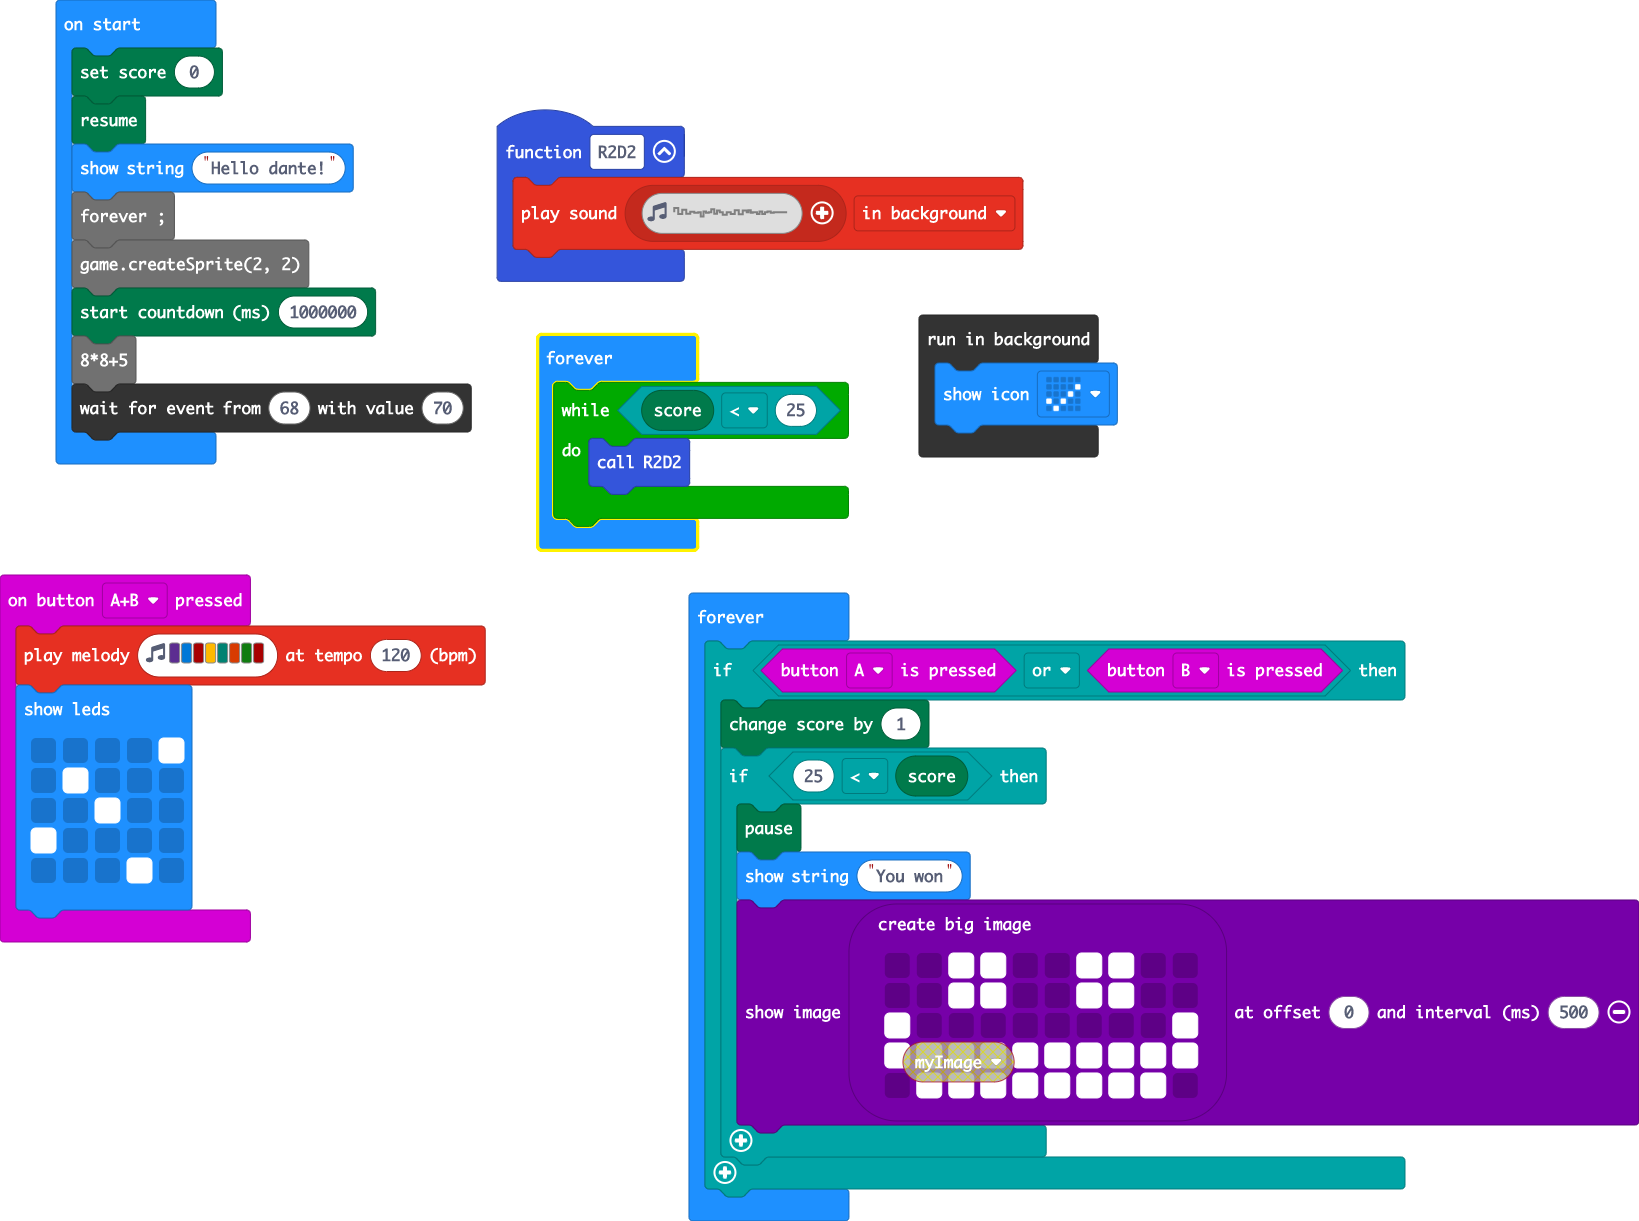 on start
set score 0
resume
show string "Hello dante!"
forever ;
game.createSprite(2, 2)
start countdown (ms) 1000000
8*8+5
wait for event from 68 with value 70
function R2D2
play sound in background
forever
while score < 25
do call R2D2
run in background
show icon
on button A+B pressed
play melody at tempo 120 (bpm)
show leds
forever
if button A is pressed or button B is pressed then
change score by 1
if 25 < score then
pause
show string "You won"
create big image
show image at offset 0 and interval (ms) 500
myImage